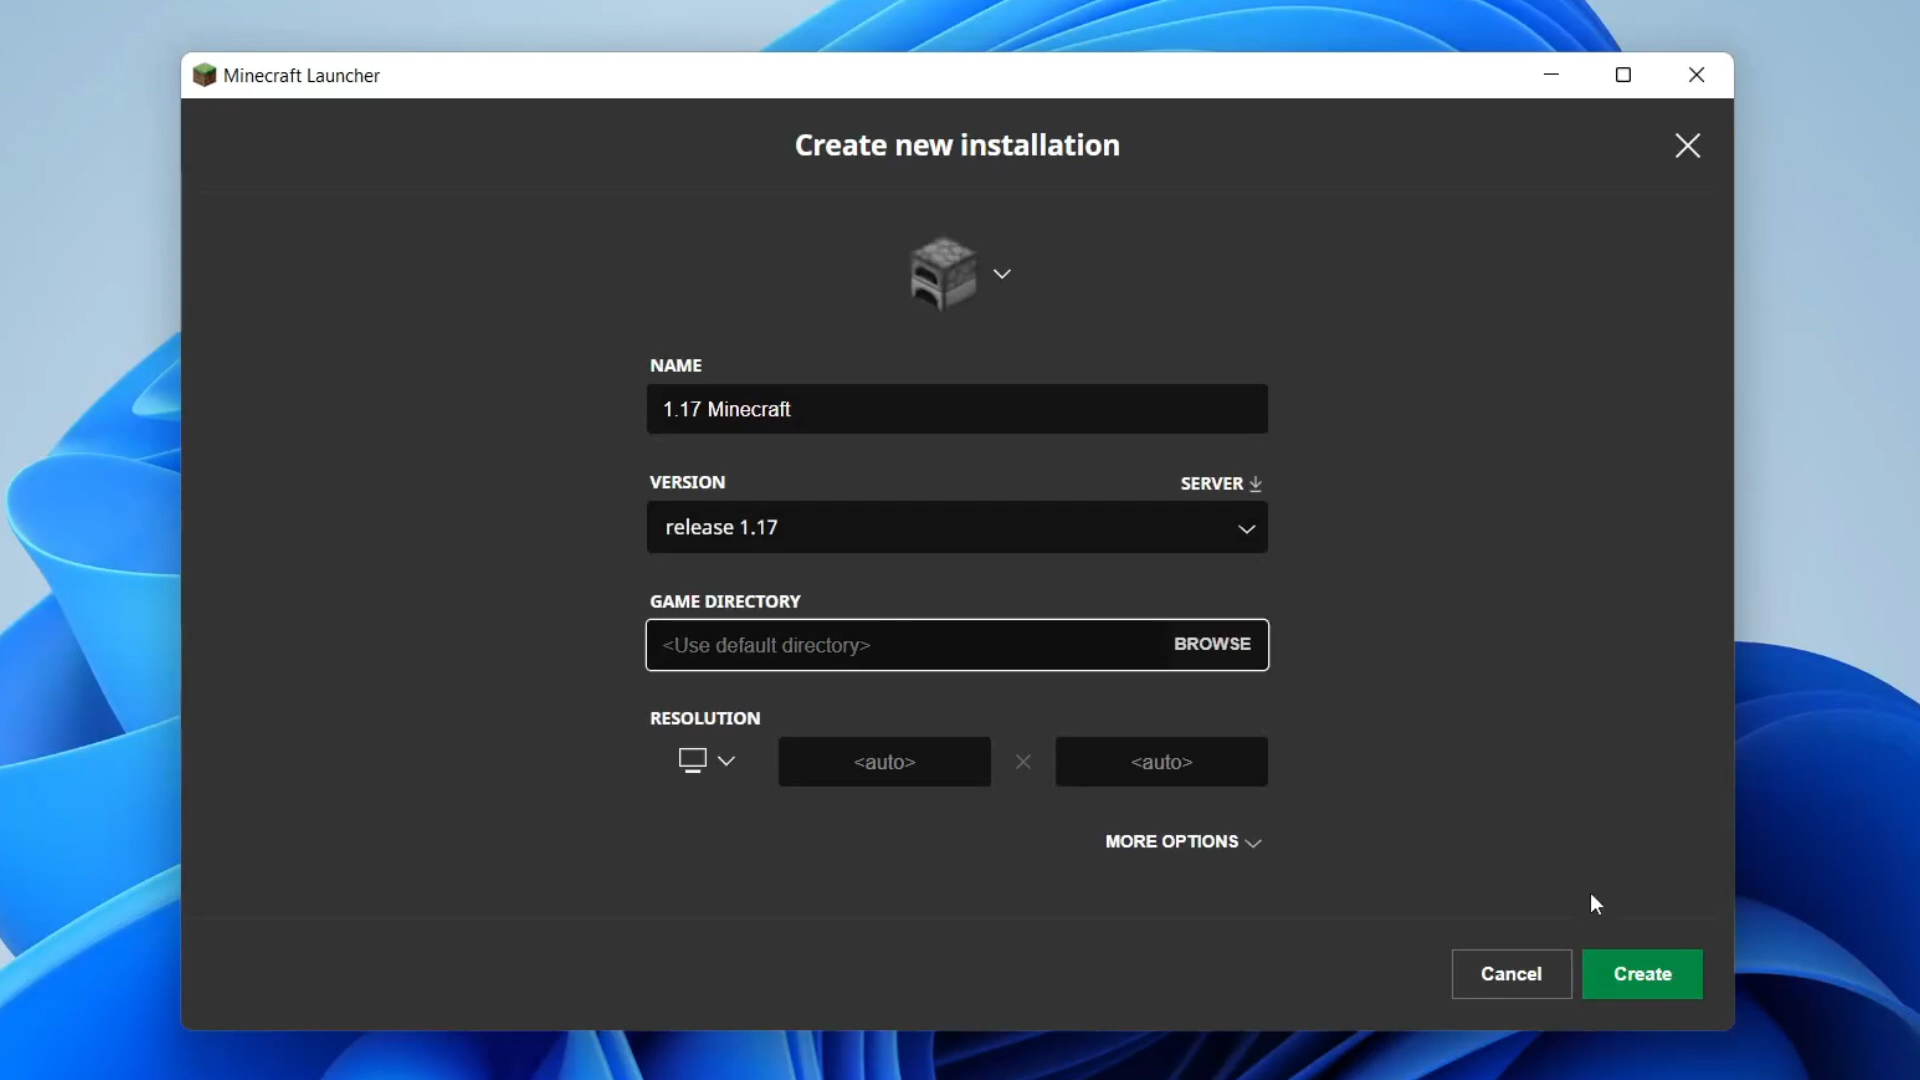 Minecraft Launcher
Create new installation
NAME
1.17 Minecraft
VERSION
SERVER
release 1.17
GAME DIRECTORY
<Use default directory>
BROWSE
RESOLUTION
<auto>
<auto>
MORE OPTIONS
Cancel
Create